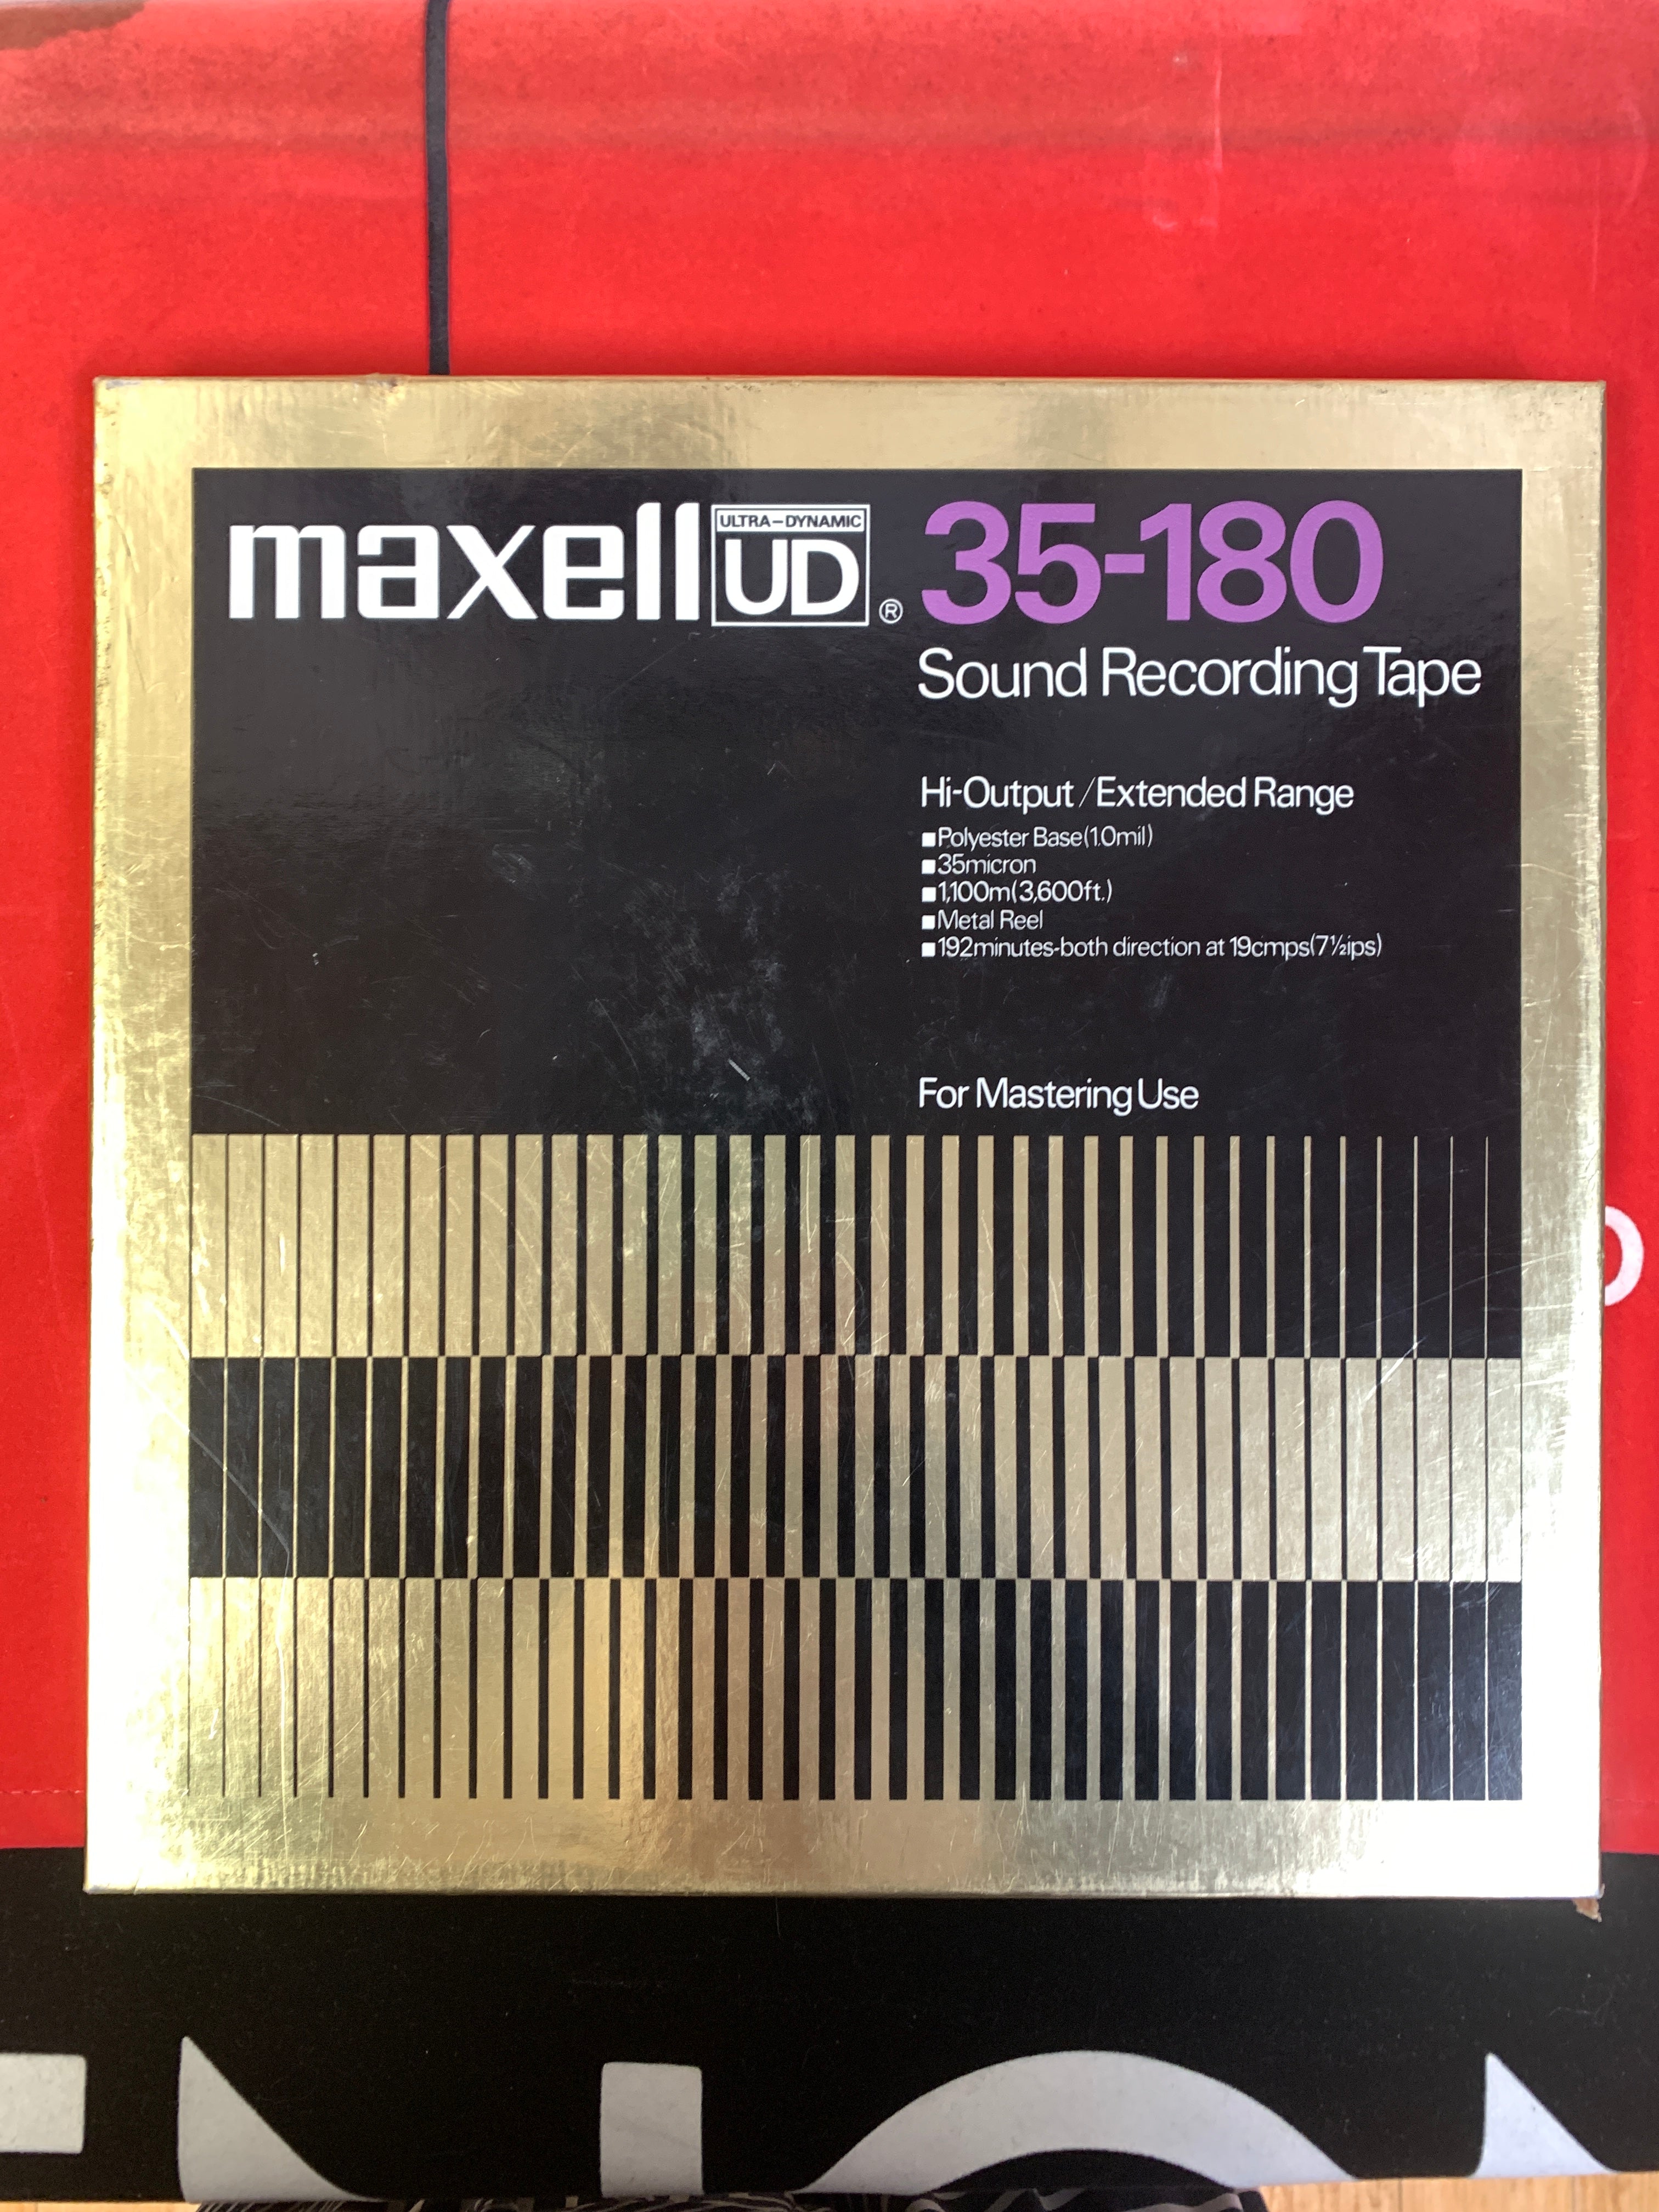 maxell ULTRA-DYNAMIC UD ® 35-180
Sound Recording Tape
Hi-Output / Extended Range
■Polyester Base(1.0mil)
■35micron
■1,100m(3,600ft.)
■Metal Reel
■192minutes-both direction at 19cmps(7½ips)
For Mastering Use